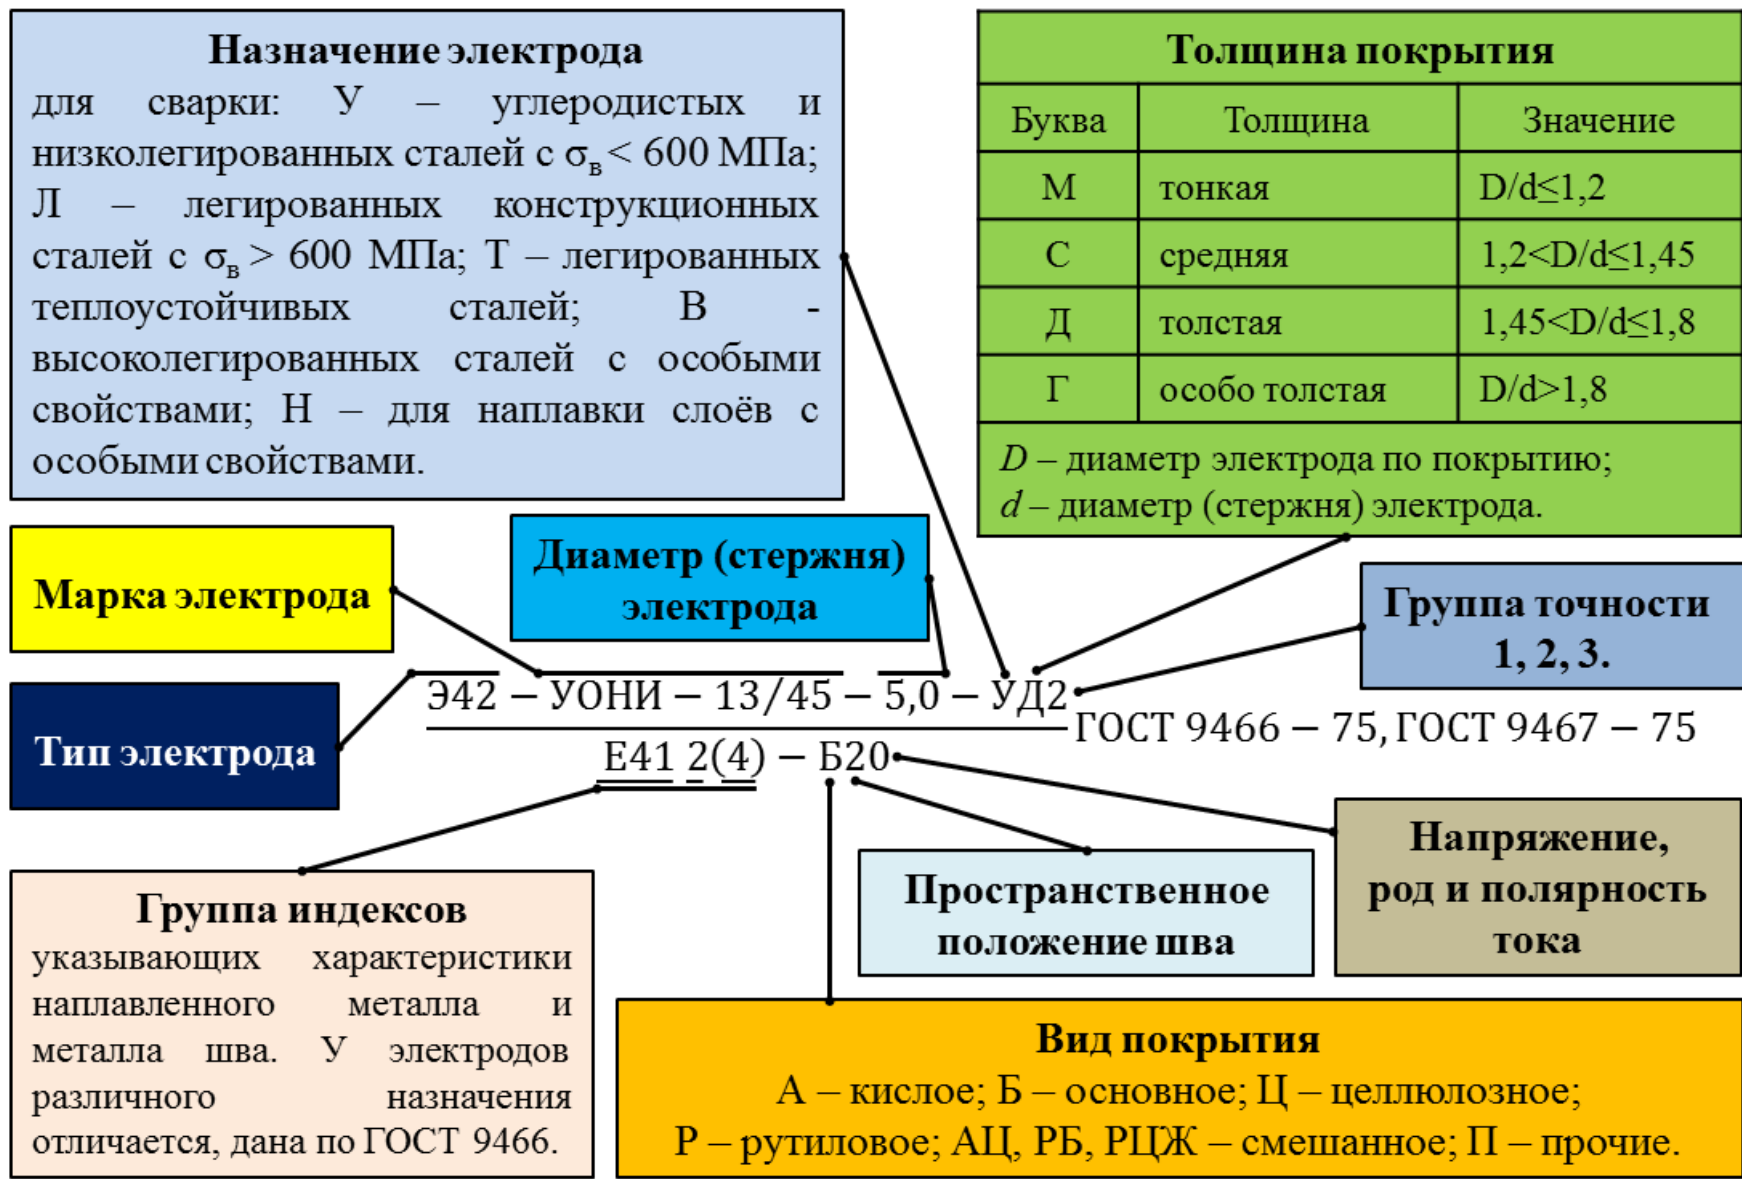 Назначение электрода
для сварки: У – углеродистых и
низколегированных сталей с σв < 600 МПа;
Л – легированных конструкционных
сталей с σв > 600 МПа; Т – легированных
теплоустойчивых сталей; В -
высоколегированных сталей с особыми
свойствами; Н – для наплавки слоёв с
особыми свойствами.
Толщина покрытия
Буква Толщина Значение
М тонкая D/d≤1,2
С средняя 1,2<D/d≤1,45
Д толстая 1,45<D/d≤1,8
Г особо толстая D/d>1,8
D – диаметр электрода по покрытию;
d – диаметр (стержня) электрода.
Марка электрода
Диаметр (стержня)
электрода
Группа точности
1, 2, 3.
Тип электрода
Э42 – УОНИ – 13/45 – 5,0 – УД2
Е41 2(4) – Б20
ГОСТ 9466 – 75, ГОСТ 9467 – 75
Группа индексов
указывающих характеристики
наплавленного металла и
металла шва. У электродов
различного назначения
отличается, дана по ГОСТ 9466.
Пространственное
положение шва
Напряжение,
род и полярность
тока
Вид покрытия
А – кислое; Б – основное; Ц – целлюлозное;
Р – рутиловое; АЦ, РБ, РЦЖ – смешанное; П – прочие.